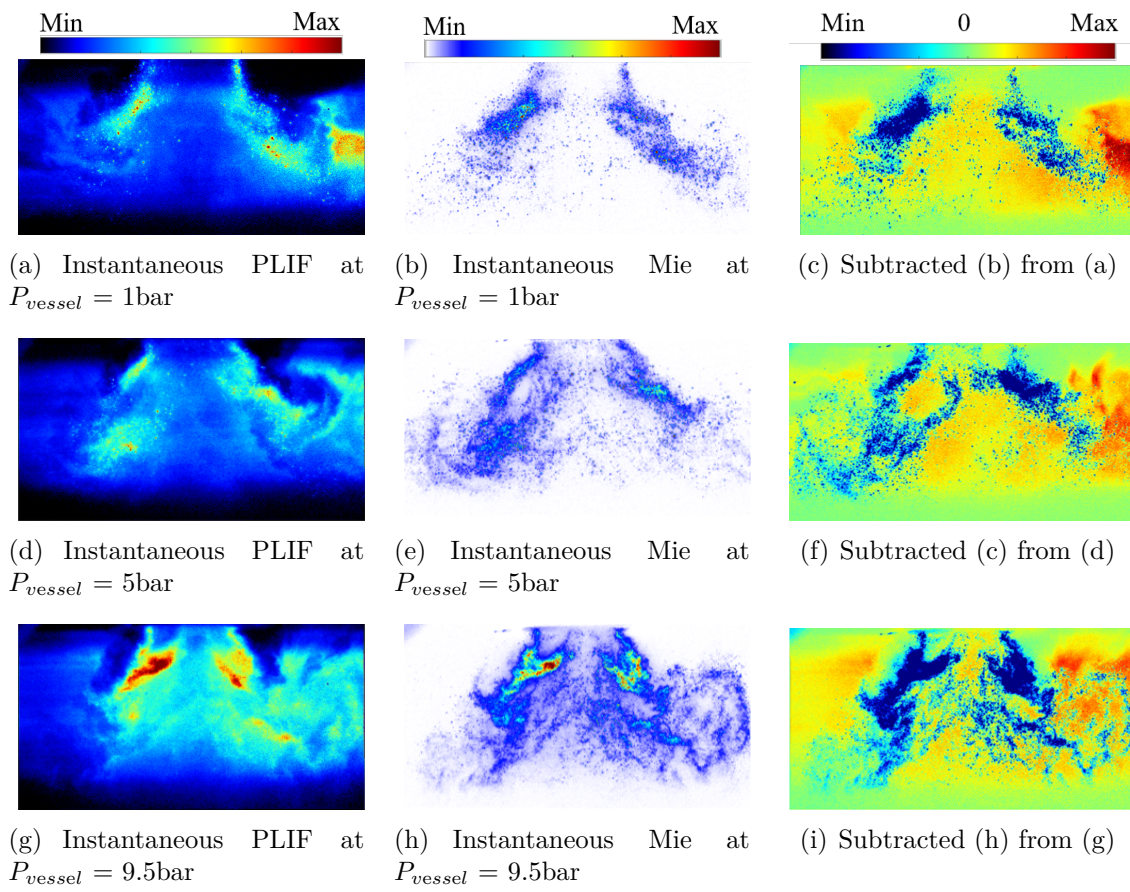 Min Max
Min Max
Min 0 Max
(a) Instantaneous PLIF at
P_vessel = 1bar
(b) Instantaneous Mie at
P_vessel = 1bar
(c) Subtracted (b) from (a)
(d) Instantaneous PLIF at
P_vessel = 5bar
(e) Instantaneous Mie at
P_vessel = 5bar
(f) Subtracted (c) from (d)
(g) Instantaneous PLIF at
P_vessel = 9.5bar
(h) Instantaneous Mie at
P_vessel = 9.5bar
(i) Subtracted (h) from (g)